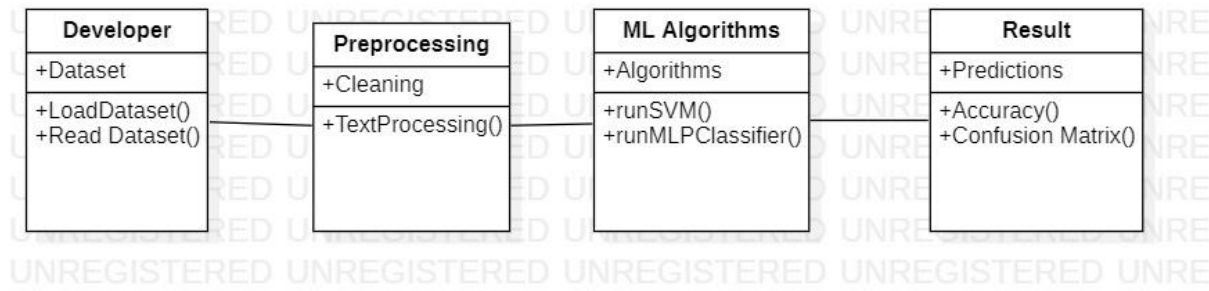 Developer
+Dataset
+LoadDataset()
+Read Dataset()
Preprocessing
+Cleaning
+TextProcessing()
ML Algorithms
+Algorithms
+runSVM()
+runMLPClassifier()
Result
+Predictions
+Accuracy()
+Confusion Matrix()
UNREGISTERED UNREGISTERED UNREGISTERED UNREGISTERED UNRE